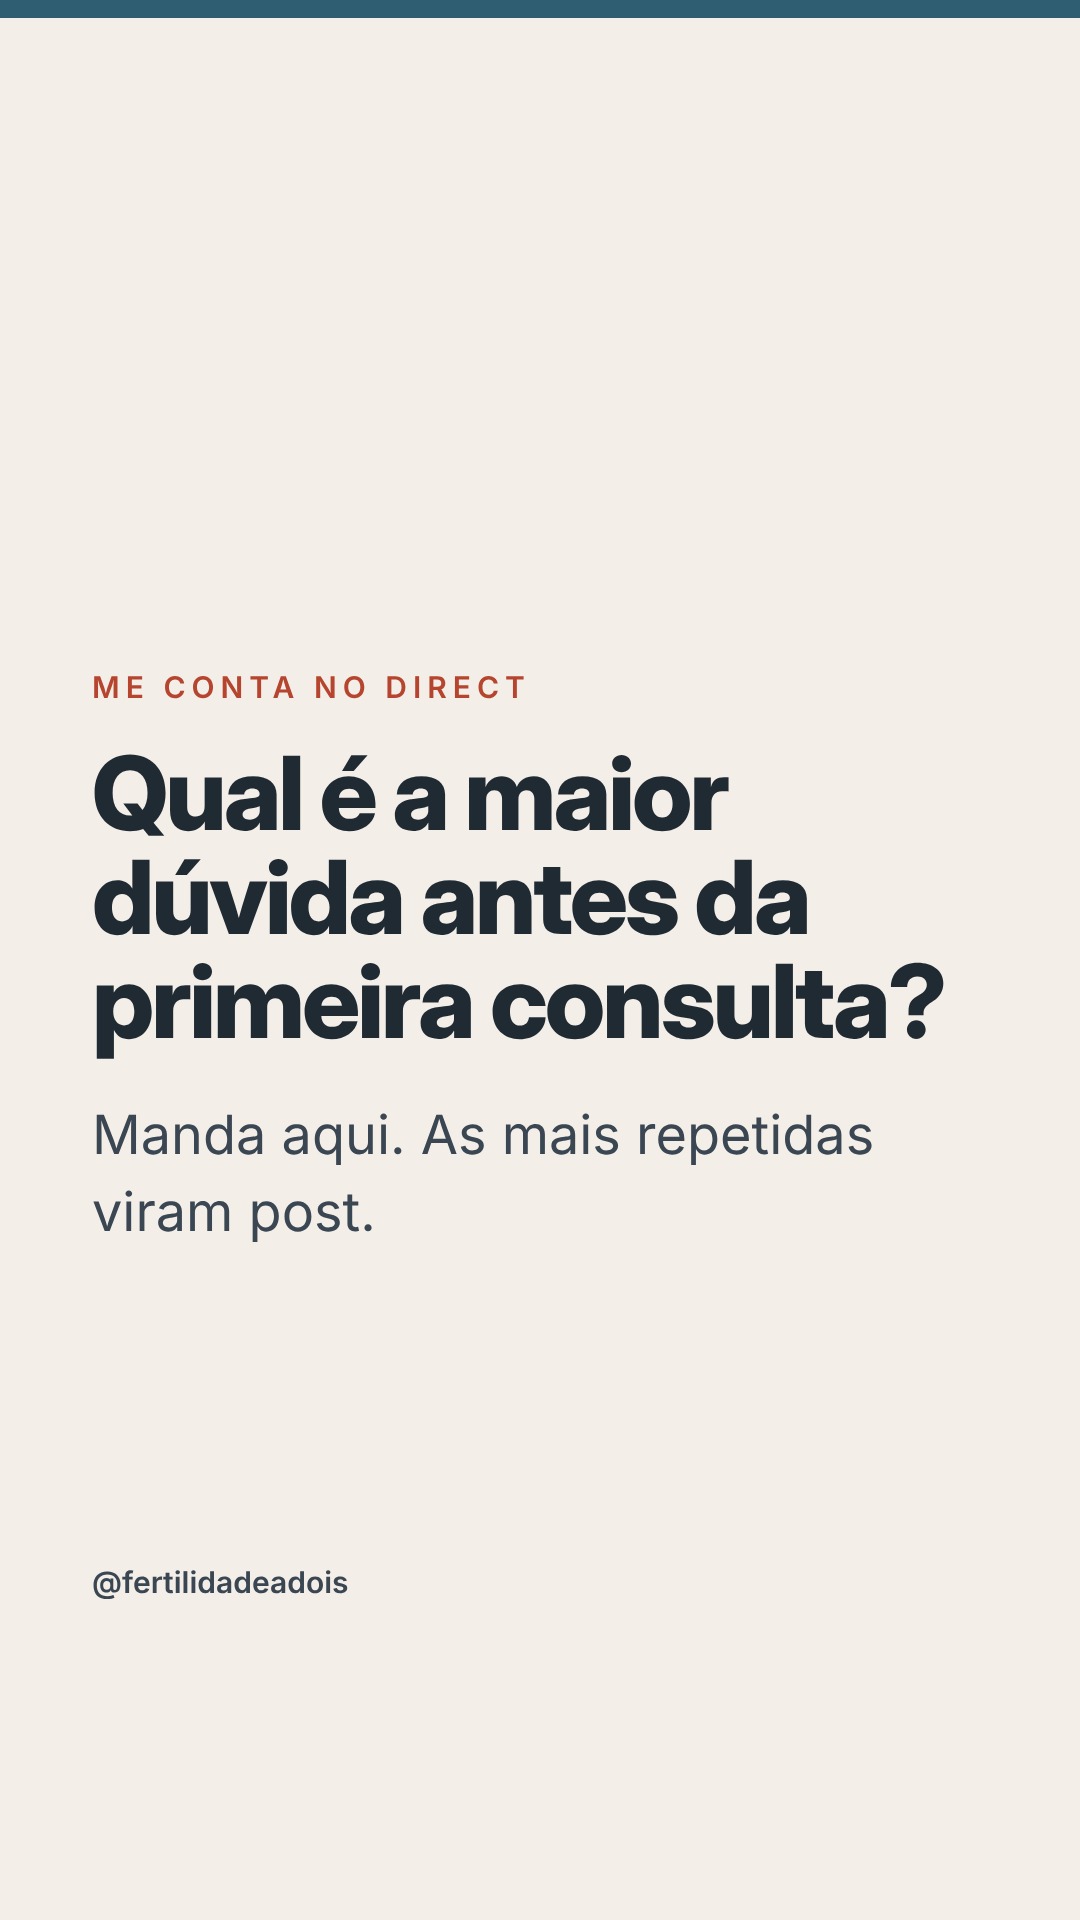 ME CONTA NO DIRECT
Qual é a maior
dúvida antes da
primeira consulta?
Manda aqui. As mais repetidas
viram post.
@fertilidadeadois